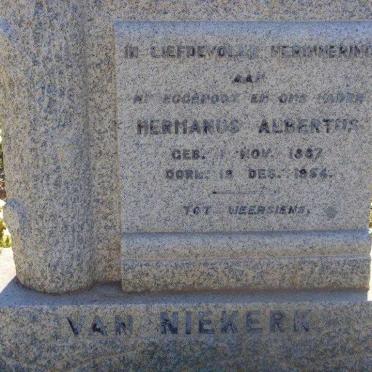 IN LIEFDEVOLLE HERINNERING
AAN
MY EGGENOOT EN ONS VADER
HERMANUS ALBERTUS
GEB. 1 NOV. 1887
OORL. 18 DES. 1954.
TOT WEERSIENS,
VAN NIEKERK